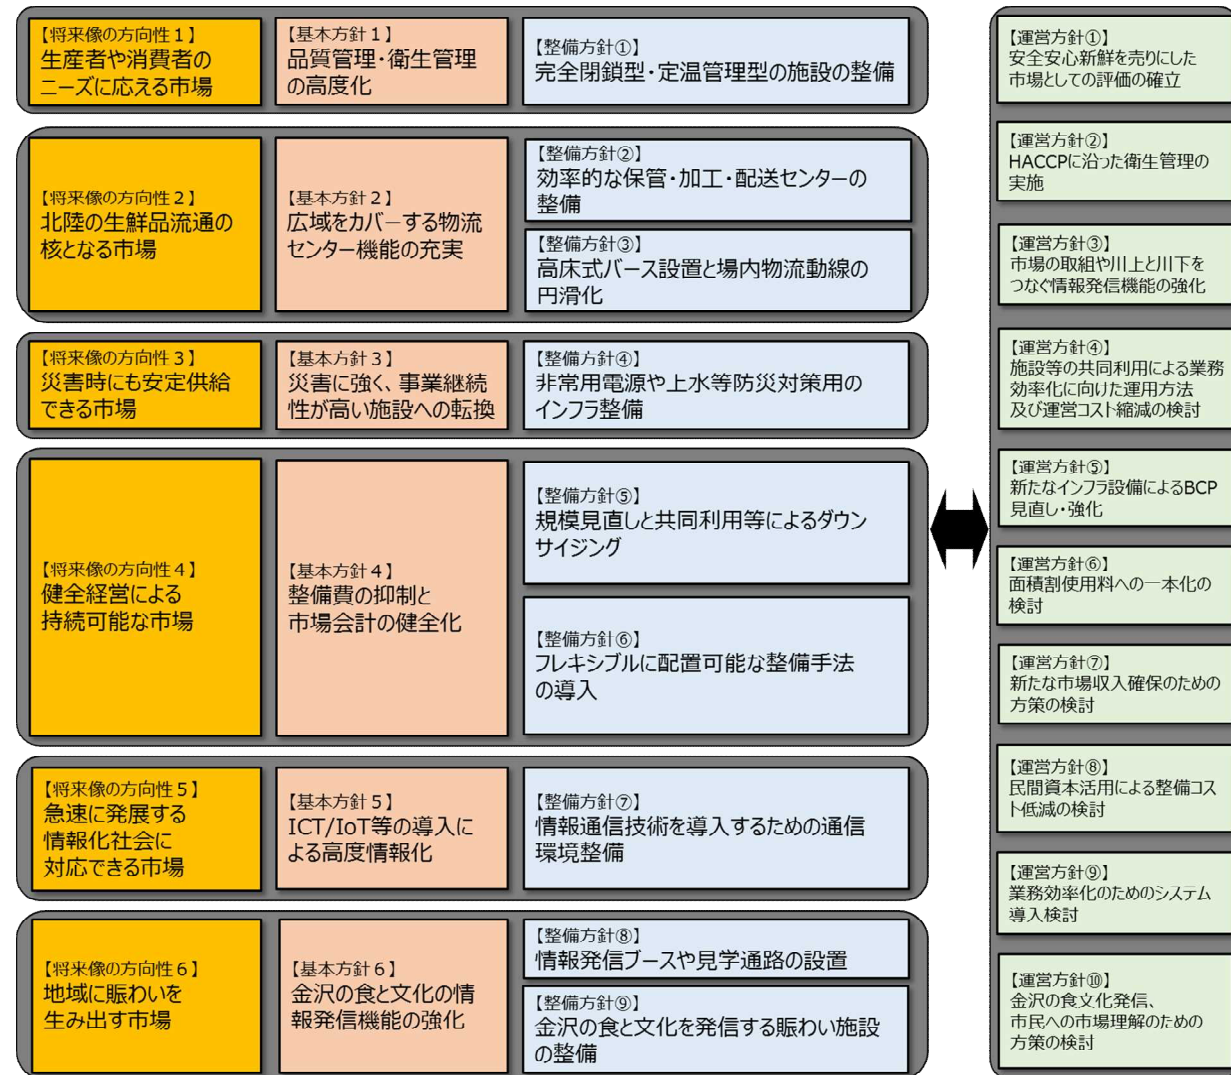 【将来像の方向性１】
生産者や消費者の
ニーズに応える市場
【基本方針１】
品質管理・衛生管理
の高度化
【整備方針①】
完全閉鎖型・定温管理型の施設の整備
【将来像の方向性２】
北陸の生鮮品流通の
核となる市場
【基本方針２】
広域をカバーする物流
センター機能の充実
【整備方針②】
効率的な保管・加工・配送センターの
整備
【整備方針③】
高床式バース設置と場内物流動線の
円滑化
【将来像の方向性３】
災害時にも安定供給
できる市場
【基本方針３】
災害に強く、事業継続
性が高い施設への転換
【整備方針④】
非常用電源や上水等防災対策用の
インフラ整備
【将来像の方向性４】
健全経営による
持続可能な市場
【基本方針４】
整備費の抑制と
市場会計の健全化
【整備方針⑤】
規模見直しと共同利用等によるダウン
サイジング
【整備方針⑥】
フレキシブルに配置可能な整備手法
の導入
【将来像の方向性５】
急速に発展する
情報化社会に
対応できる市場
【基本方針５】
ICT/IoT等の導入に
よる高度情報化
【整備方針⑦】
情報通信技術を導入するための通信
環境整備
【将来像の方向性６】
地域に賑わいを
生み出す市場
【基本方針６】
金沢の食と文化の情
報発信機能の強化
【整備方針⑧】
情報発信ブースや見学通路の設置
【整備方針⑨】
金沢の食と文化を発信する賑わい施設
の整備
【運営方針①】
安全安心新鮮を売りにした
市場としての評価の確立
【運営方針②】
HACCPに沿った衛生管理の
実施
【運営方針③】
市場の取組や川上と川下を
つなぐ情報発信機能の強化
【運営方針④】
施設等の共同利用による業務
効率化に向けた運用方法
及び運営コスト縮減の検討
【運営方針⑤】
新たなインフラ設備によるBCP
見直し・強化
【運営方針⑥】
面積割使用料への一本化の
検討
【運営方針⑦】
新たな市場収入確保のための
方策の検討
【運営方針⑧】
民間資本活用による整備コス
ト低減の検討
【運営方針⑨】
業務効率化のためのシステム
導入検討
【運営方針⑩】
金沢の食文化発信、
市民への市場理解のための
方策の検討